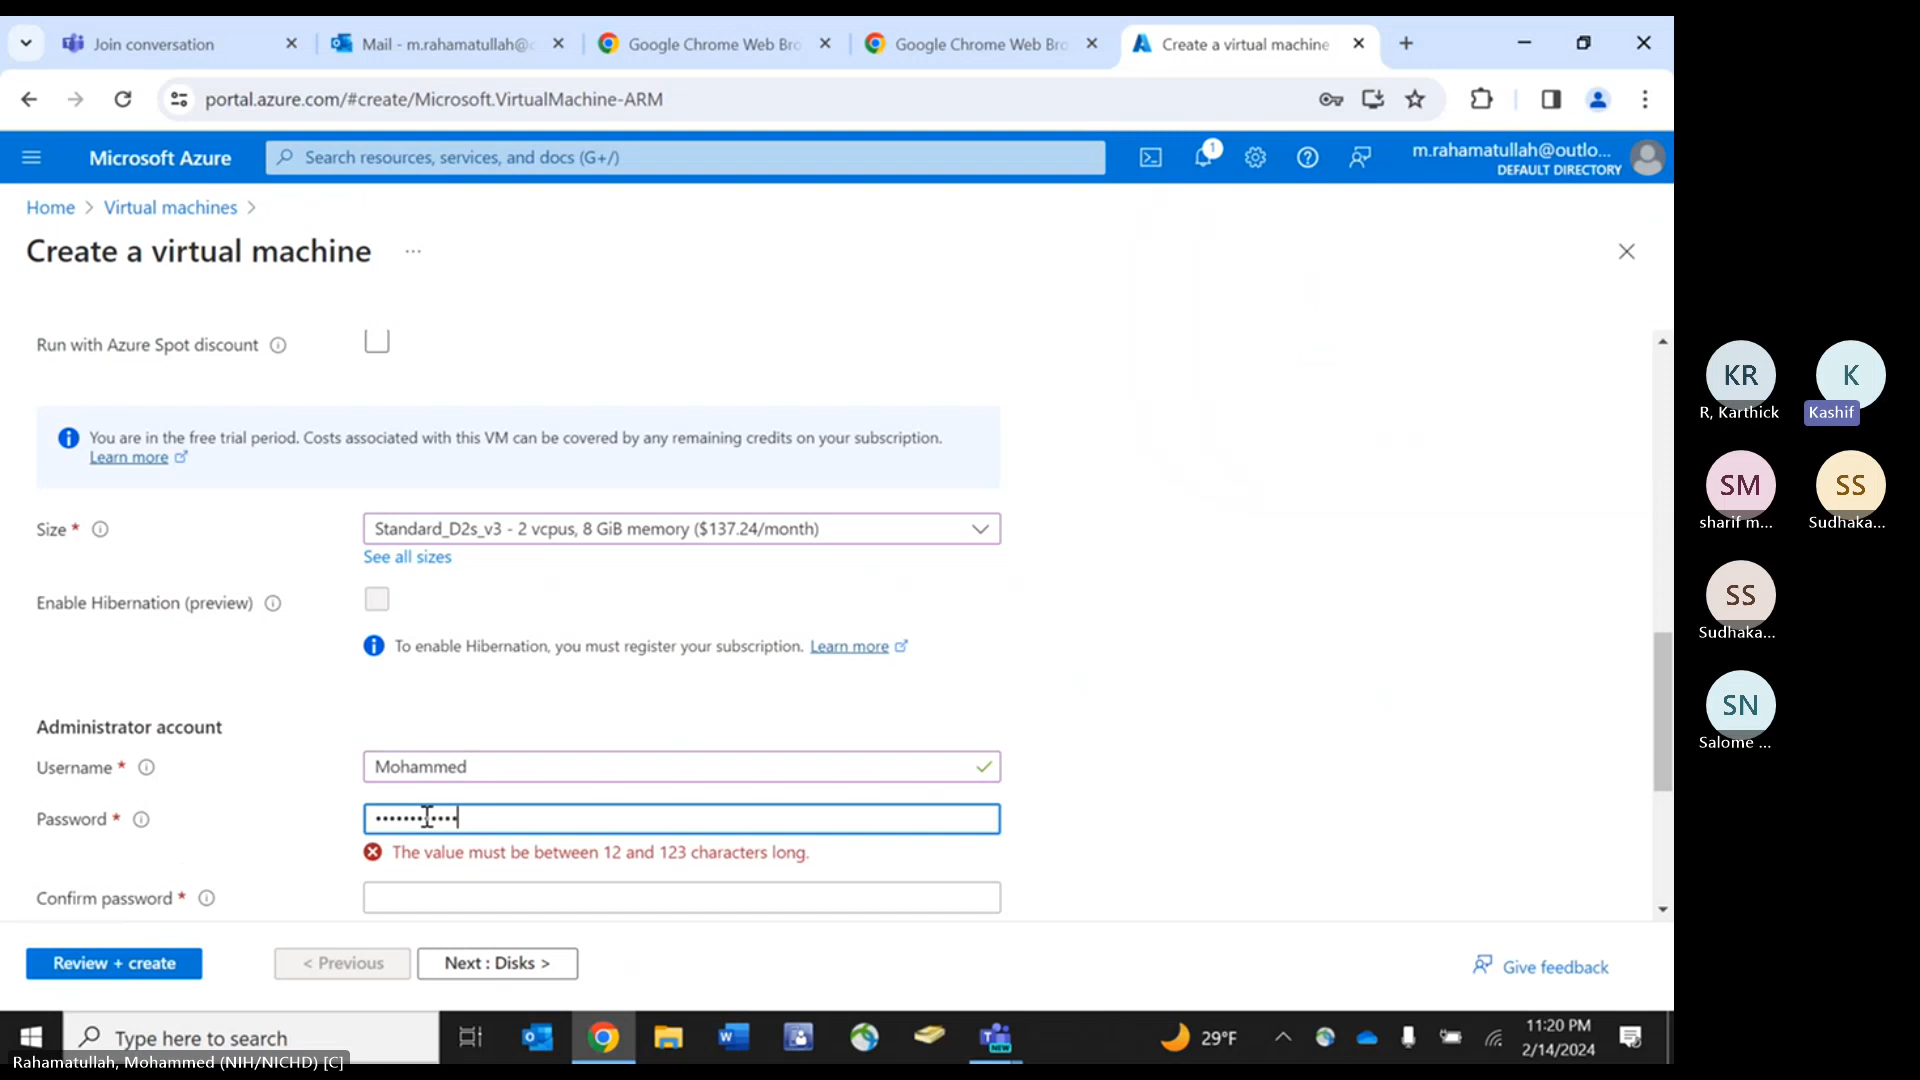 Join conversation
Mail - m.rahamatullah@
Google Chrome Web Bro
Google Chrome Web Bro
Create a virtual machine
portal.azure.com/#create/Microsoft.VirtualMachine-ARM
Microsoft Azure
Search resources, services, and docs (G+/)
1
m.rahamatullah@outlo...
DEFAULT DIRECTORY
Home > Virtual machines >
Create a virtual machine ...
Run with Azure Spot discount
You are in the free trial period. Costs associated with this VM can be covered by any remaining credits on your subscription.
Learn more
Size *
Standard_D2s_v3 - 2 vcpus, 8 GiB memory ($137.24/month)
See all sizes
Enable Hibernation (preview)
To enable Hibernation, you must register your subscription. Learn more
Administrator account
Username *
Mohammed
Password *
The value must be between 12 and 123 characters long.
Confirm password *
Review + create
< Previous
Next : Disks >
Give feedback
Type here to search
NEW
29°F
11:20 PM
2/14/2024
Rahamatullah, Mohammed (NIH/NICHD) [C]
KR
R, Karthick
K
Kashif
SM
sharif m...
SS
Sudhaka...
SS
Sudhaka...
SN
Salome ...